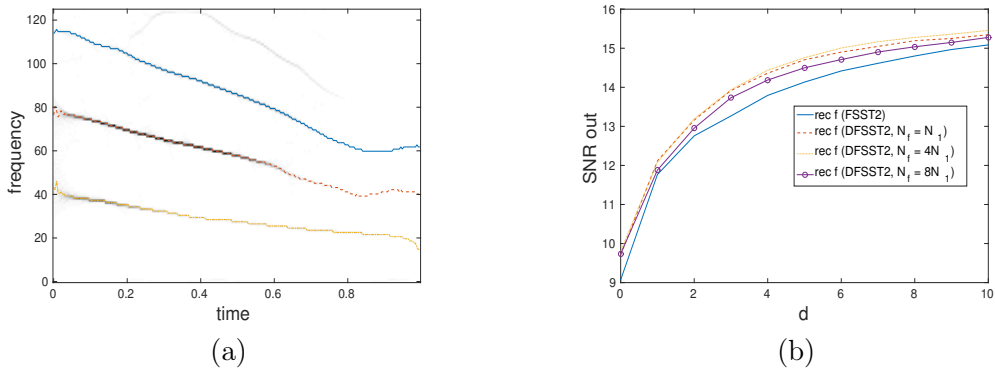 120
100
80
60
40
20
0
frequency
0
0.2
0.4
0.6
0.8
time
(a)
16
15
14
13
12
11
10
9
SNR out
rec f (FSST2)
rec f (DFSST2, N_f = N_1)
rec f (DFSST2, N_f = 4N_1)
rec f (DFSST2, N_f = 8N_1)
0
2
4
6
8
10
d
(b)